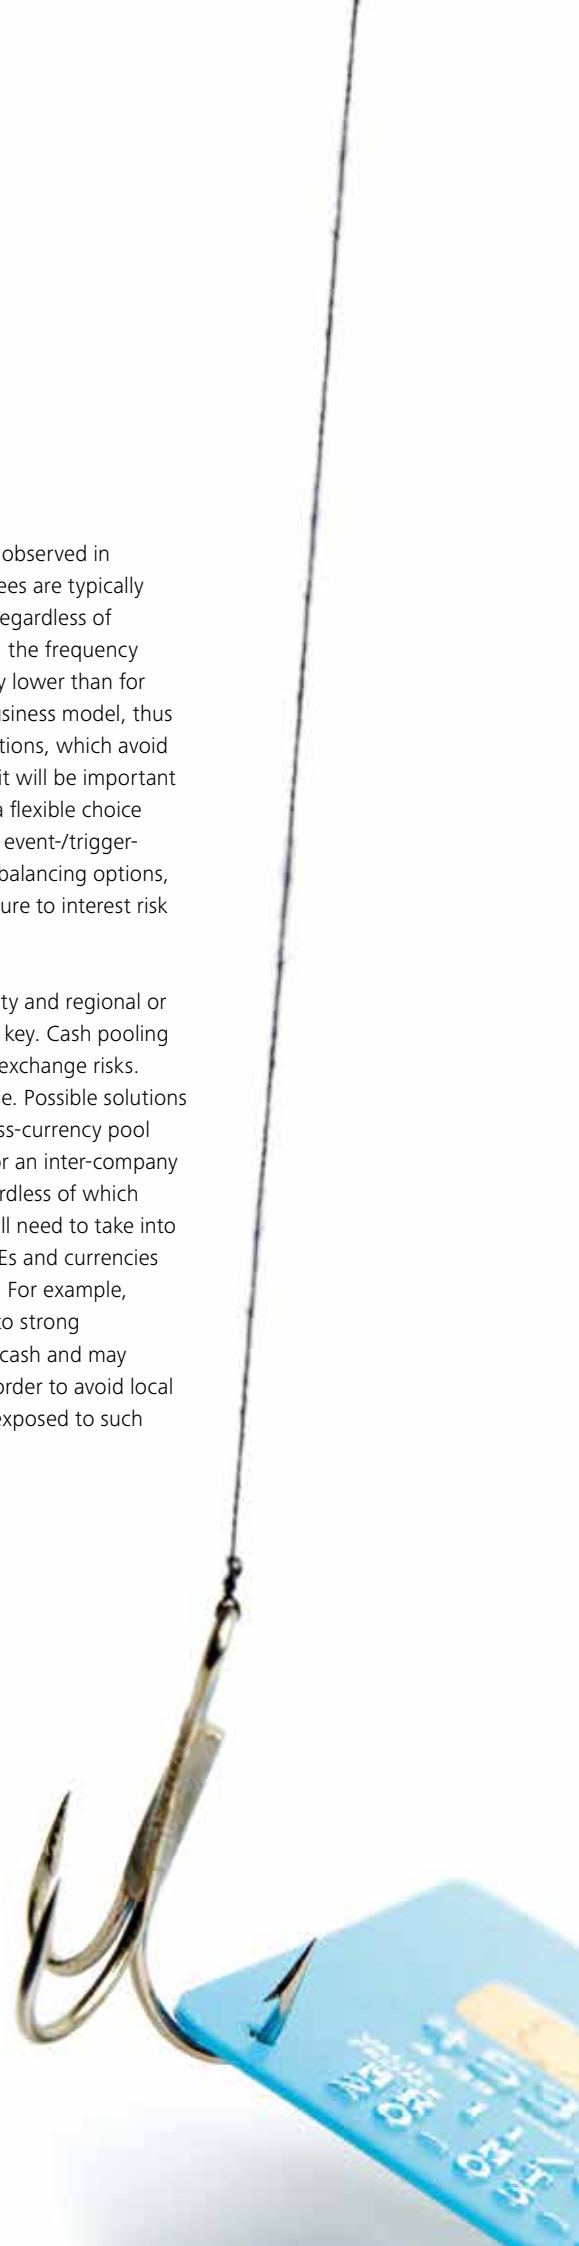 observed in
ees are typically
egardless of
the frequency
y lower than for
usiness model, thus
tions, which avoid
it will be important
a flexible choice
event-/trigger-
balancing options,
ure to interest risk
ty and regional or
key. Cash pooling
exchange risks.
e. Possible solutions
ss-currency pool
or an inter-company
rdless of which
ll need to take into
Es and currencies
For example,
to strong
cash and may
order to avoid local
exposed to such